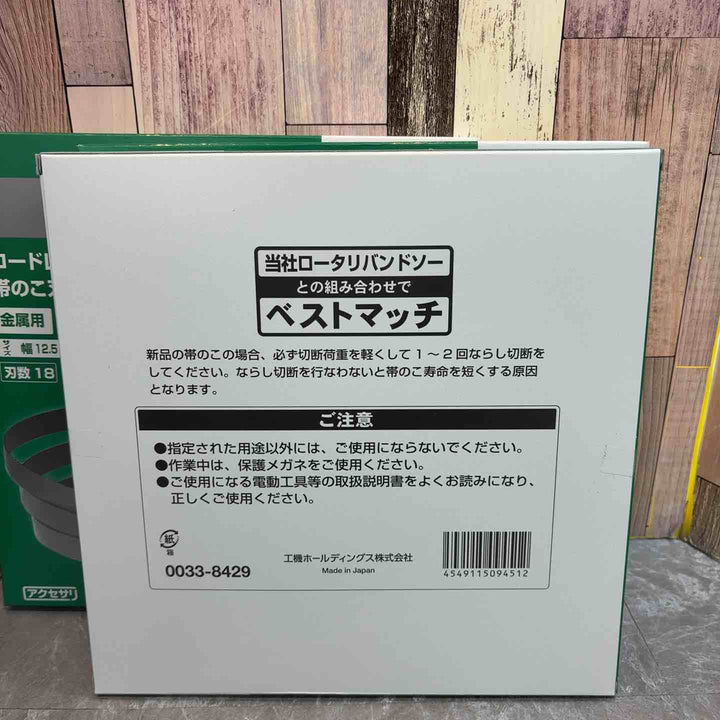 当社ロータリバンドソー
との組み合わせで
ベストマッチ
新品の帯のこの場合、必ず切断荷重を軽くして1～2回ならし切断を
してください。ならし切断を行なわないと帯のこ寿命を短くする原因
となります。
ご注意
●指定された用途以外には、ご使用にならないでください。
●作業中は、保護メガネをご使用ください。
●ご使用になる電動工具等の取扱説明書をよくお読みになり、
正しくご使用ください。
紙
箱
0033-8429
工機ホールディングス株式会社
Made in Japan
4549115094512
コードレ
帯のこ
金属用
サイズ 幅 12.5
刃数 18
アクセサリ